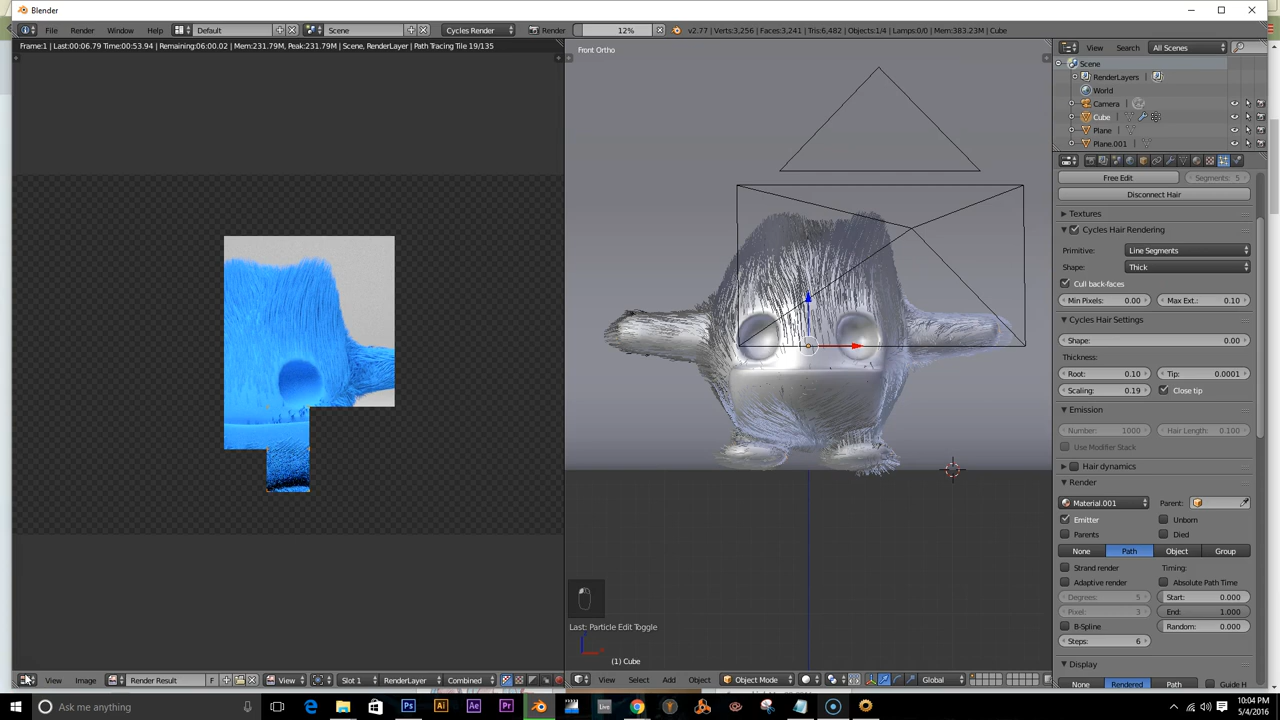 Blender
File Render Window Help Default Scene Cycles Render Render 12% v2.77 | Verts:3,256 | Faces:3,241 | Tris:6,482 | Objects:1/4 | Lamps:0/0 | Mem:383.23M | Cube
Frame:1 | Last:00:06.79 Time:00:53.94 | Remaining:06:00.02 | Mem:231.79M, Peak:231.79M | Scene, RenderLayer | Path Tracing Tile 19/135
Front Ortho
View Search All Scenes
Scene
RenderLayers
World
Camera
Cube
Plane
Plane.001
Free Edit Segments: 5
Disconnect Hair
Textures
Cycles Hair Rendering
Primitive: Line Segments
Shape: Thick
Cull back-faces
Min Pixels: 0.00 Max Ext.: 0.10
Cycles Hair Settings
Shape: 0.00
Thickness:
Root: 0.10 Tip: 0.0001
Scaling: 0.19 Close tip
Emission
Number: 1000 Hair Length: 0.100
Use Modifier Stack
Hair dynamics
Render
Material.001 Parent:
Emitter Unborn
Parents Died
None Path Object Group
Strand render Timing:
Adaptive render Absolute Path Time
Degrees: 5 Start: 0.000
Pixel: 3 End: 1.000
B-Spline Random: 0.000
Steps: 6
Display
None Rendered Path Guide H
Last: Particle Edit Toggle
(1) Cube
View Image Render Result F View Slot 1 RenderLayer Combined
View Select Add Object Object Mode Global
Ask me anything
10:04 PM
5/4/2016